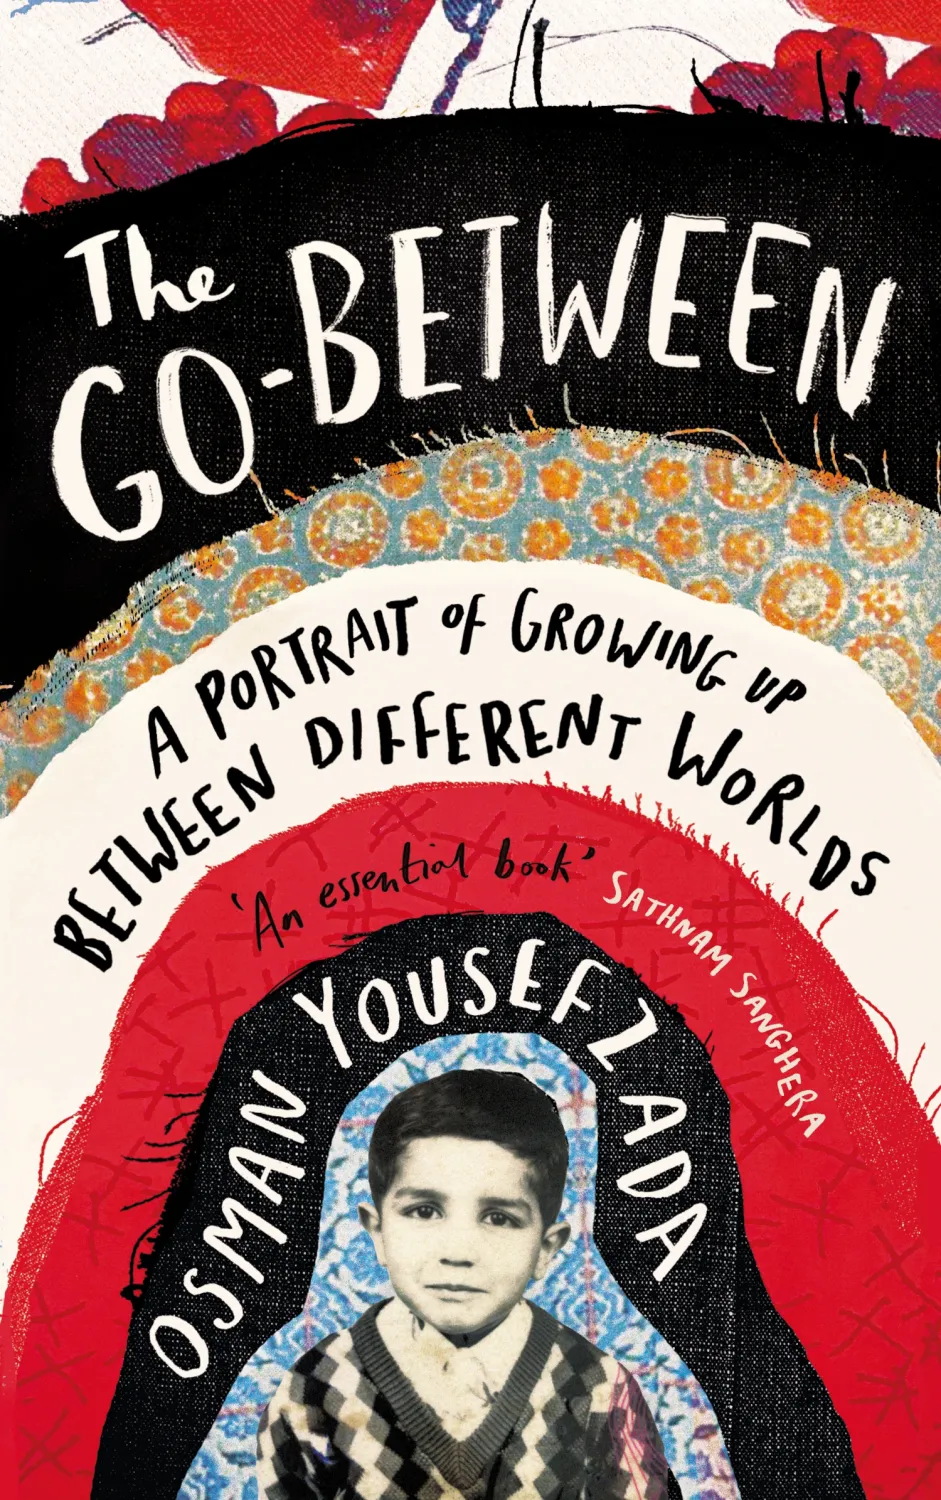 The
GO-BETWEEN
A PORTRAIT OF GROWING UP
BETWEEN DIFFERENT WORLDS
'An essential book' SATHNAM SANGHERA
OSMAN YOUSEFZADA